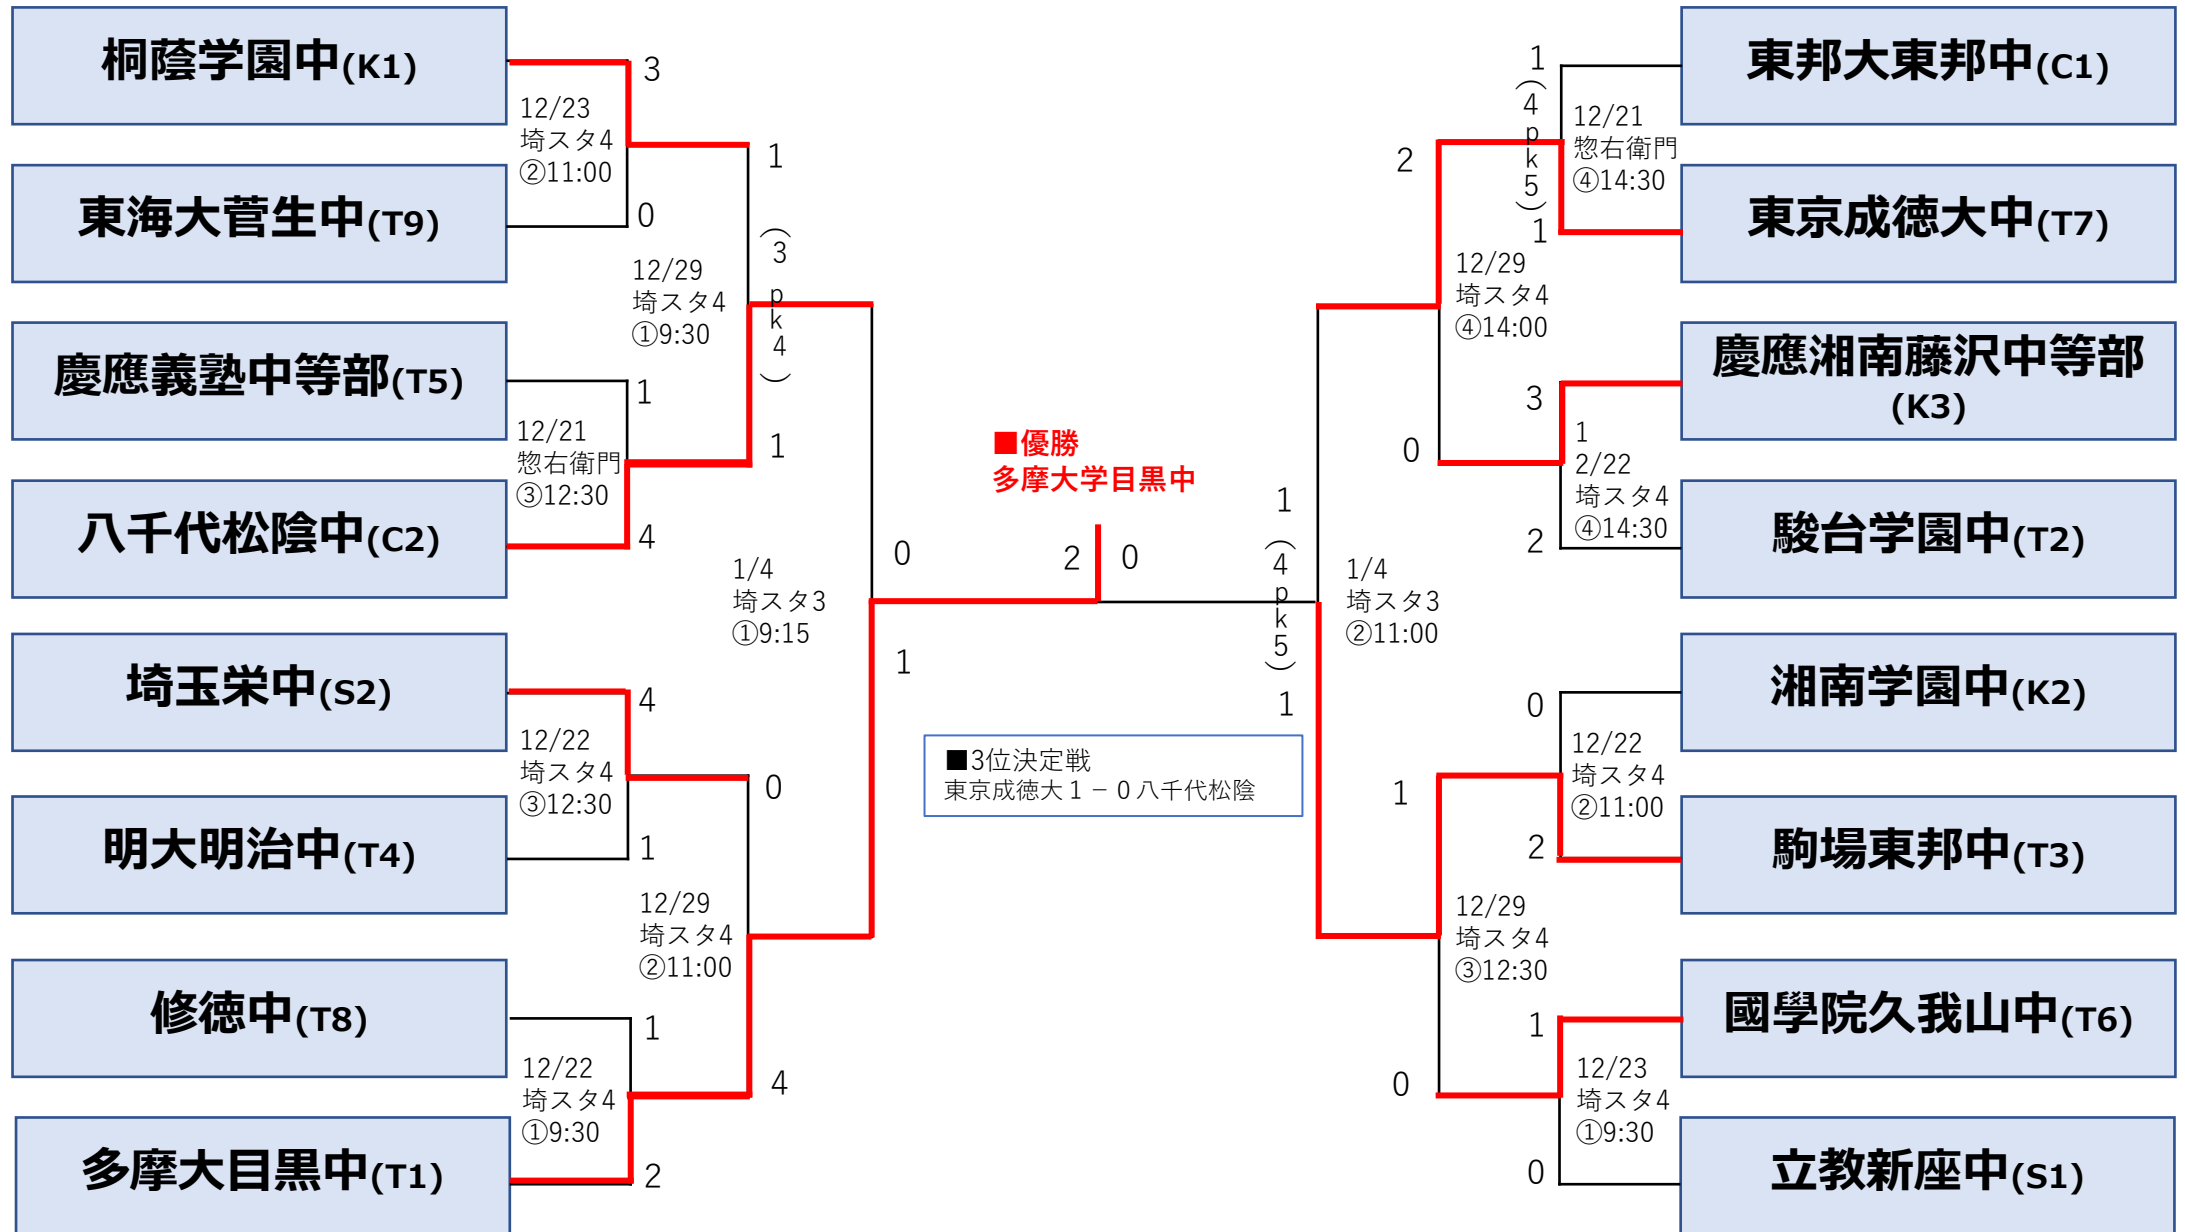 桐蔭学園中(K1)
3
12/23
埼スタ4
②11:00
東海大菅生中(T9)
0
1
(3 pk4)
12/29
埼スタ4
①9:30
慶應義塾中等部(T5)
1
12/21
惣右衛門
③12:30
1
八千代松陰中(C2)
4
1/4
埼スタ3
①9:15
0
1
埼玉栄中(S2)
4
12/22
埼スタ4
③12:30
0
明大明治中(T4)
1
12/29
埼スタ4
②11:00
修徳中(T8)
1
12/22
埼スタ4
①9:30
4
多摩大目黒中(T1)
2
■優勝
多摩大学目黒中
2
0
■3位決定戦
東京成徳大1－0八千代松陰
東邦大東邦中(C1)
1
(4pk5)
12/21
惣右衛門
④14:30
東京成徳大中(T7)
1
2
12/29
埼スタ4
④14:00
慶應湘南藤沢中等部
(K3)
3
0
1
2/22
埼スタ4
④14:30
駿台学園中(T2)
2
1
(4pk5)
1
1/4
埼スタ3
②11:00
湘南学園中(K2)
0
12/22
埼スタ4
②11:00
1
駒場東邦中(T3)
2
12/29
埼スタ4
③12:30
國學院久我山中(T6)
1
12/23
埼スタ4
①9:30
0
立教新座中(S1)
0